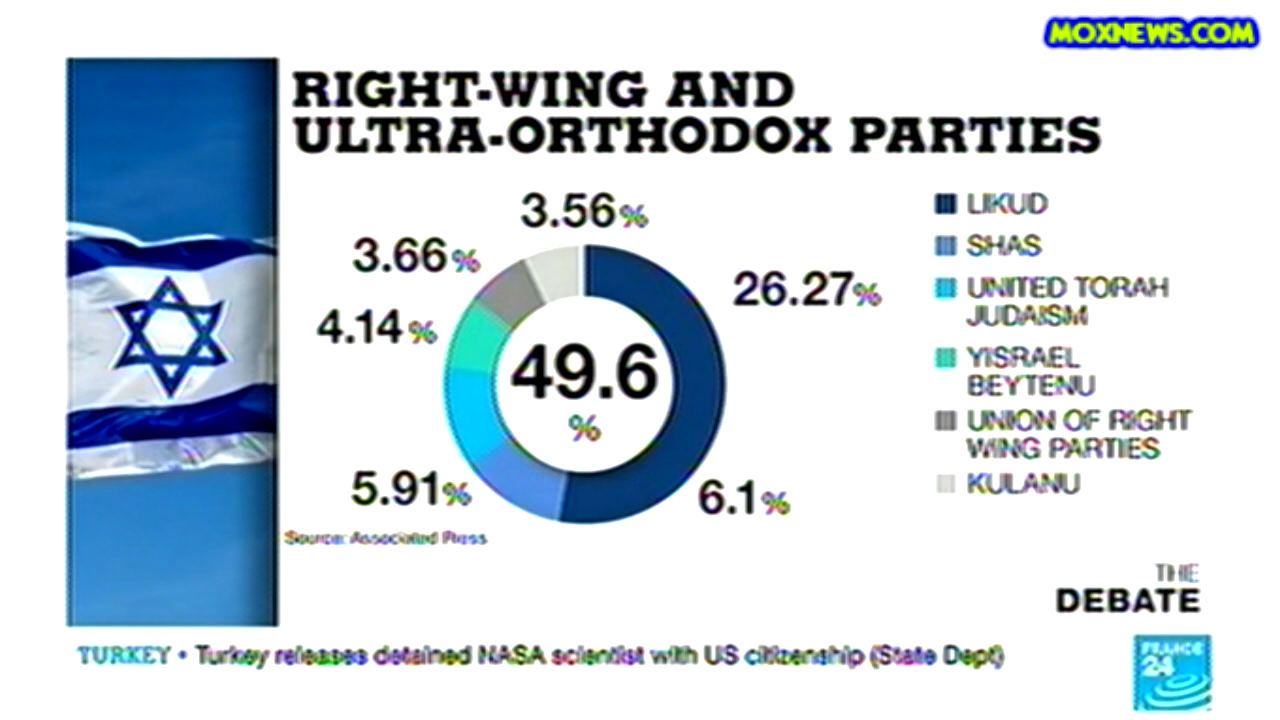 MOXNEWS.COM
RIGHT-WING AND
ULTRA-ORTHODOX PARTIES
3.56%
3.66%
4.14%
5.91%
26.27%
6.1%
49.6
%
LIKUD
SHAS
UNITED TORAH
JUDAISM
YISRAEL
BEYTENU
UNION OF RIGHT
WING PARTIES
KULANU
Source: Associated Press
THE
DEBATE
TURKEY • Turkey releases detained NASA scientist with US citizenship (State Dept)
FRANCE
24